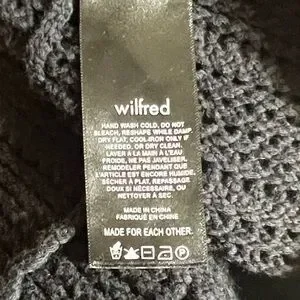 wilfred
HAND WASH COLD, DO NOT
BLEACH, RESHAPE WHILE DAMP,
DRY FLAT, COOL IRON ONLY IF
NEEDED, OR DRY CLEAN.
LAVER À LA MAIN À L'EAU
FROIDE, NE PAS JAVELISER,
REMODELER PENDANT QUE
L'ARTICLE EST ENCORE HUMIDE,
SÉCHER À PLAT, REPASSAGE
DOUX SI NÉCESSAIRE, OU
NETTOYER À SEC.
MADE IN CHINA
FABRIQUÉ EN CHINE
MADE FOR EACH OTHER.
P